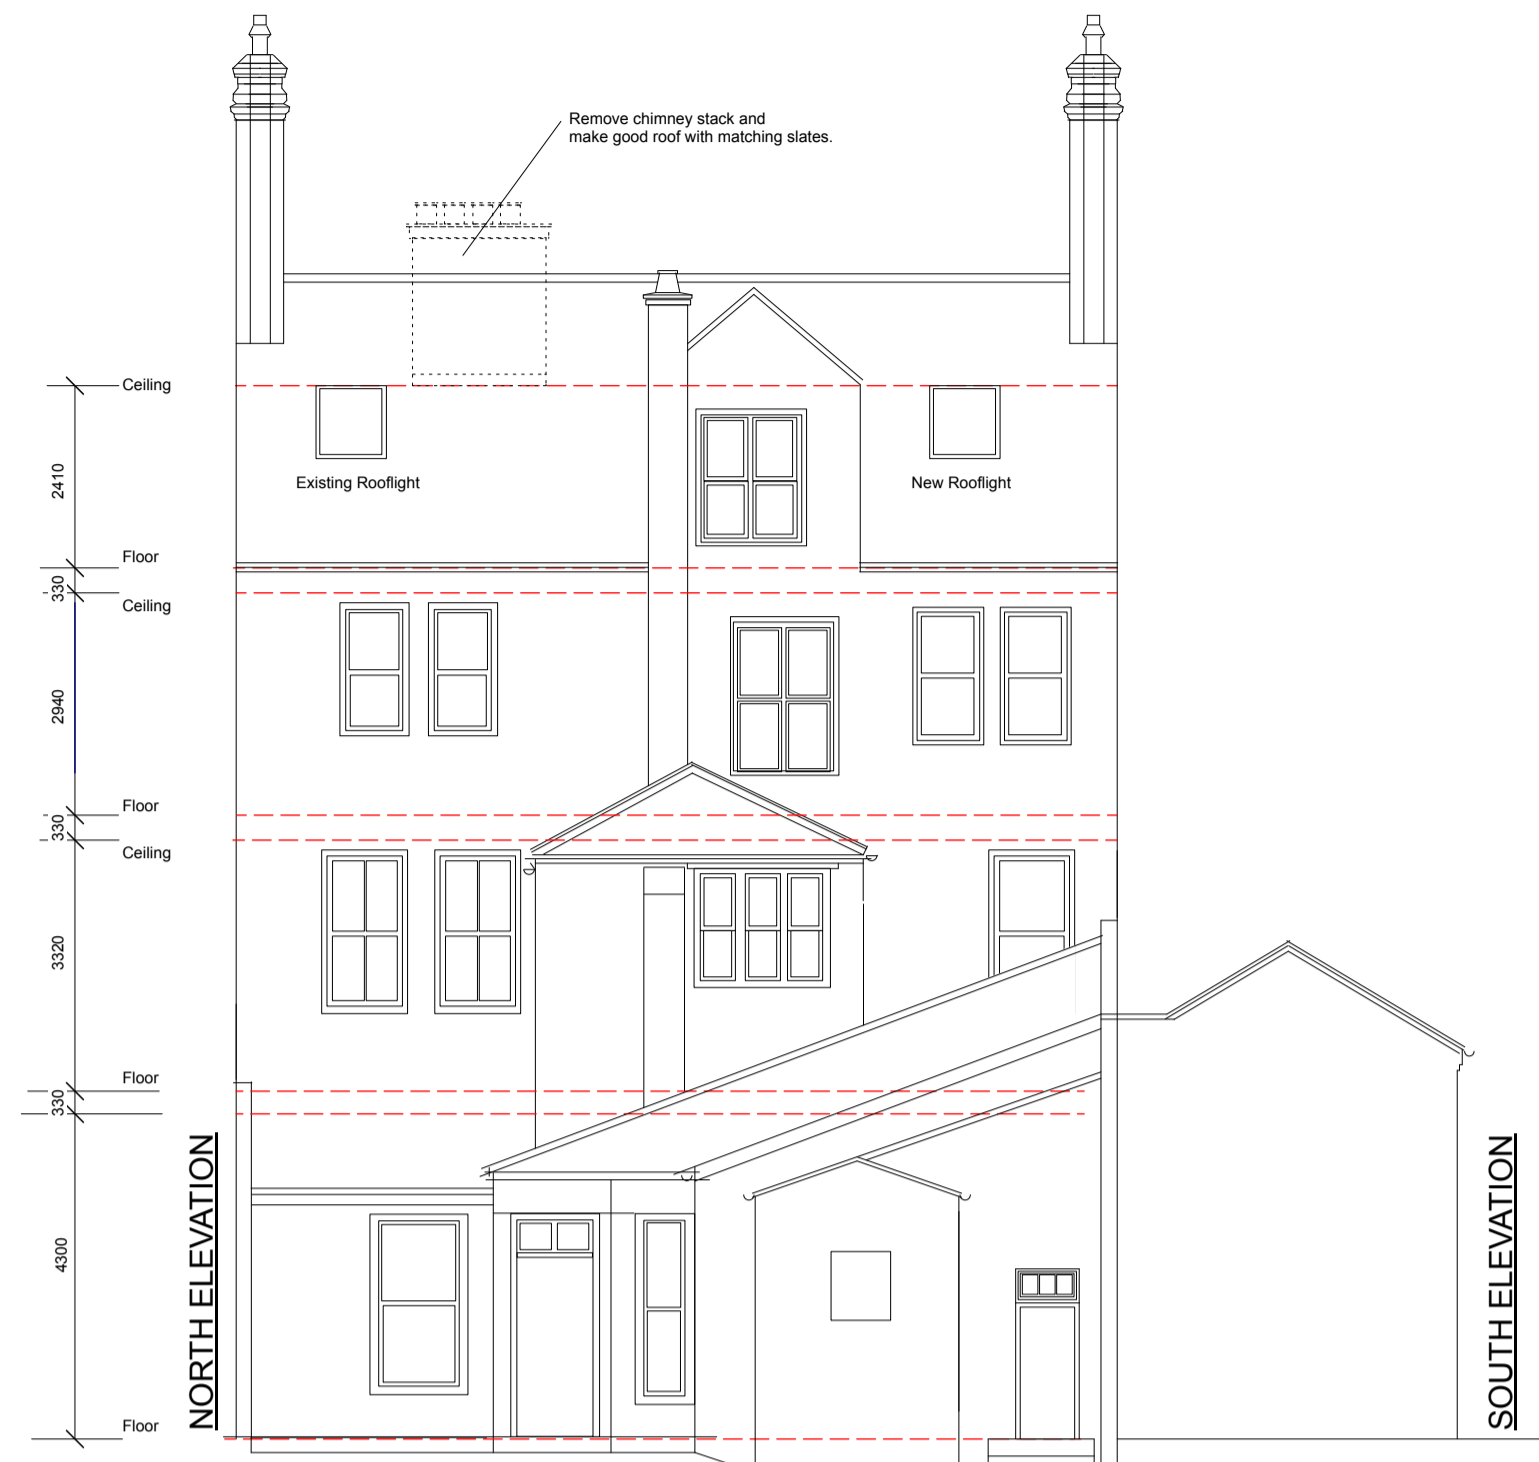 Remove chimney stack and
make good roof with matching slates.
Ceiling
2410
Existing Rooflight
New Rooflight
Floor
330
Ceiling
2940
Floor
330
Ceiling
3320
Floor
330
4300
Floor
NORTH ELEVATION
SOUTH ELEVATION